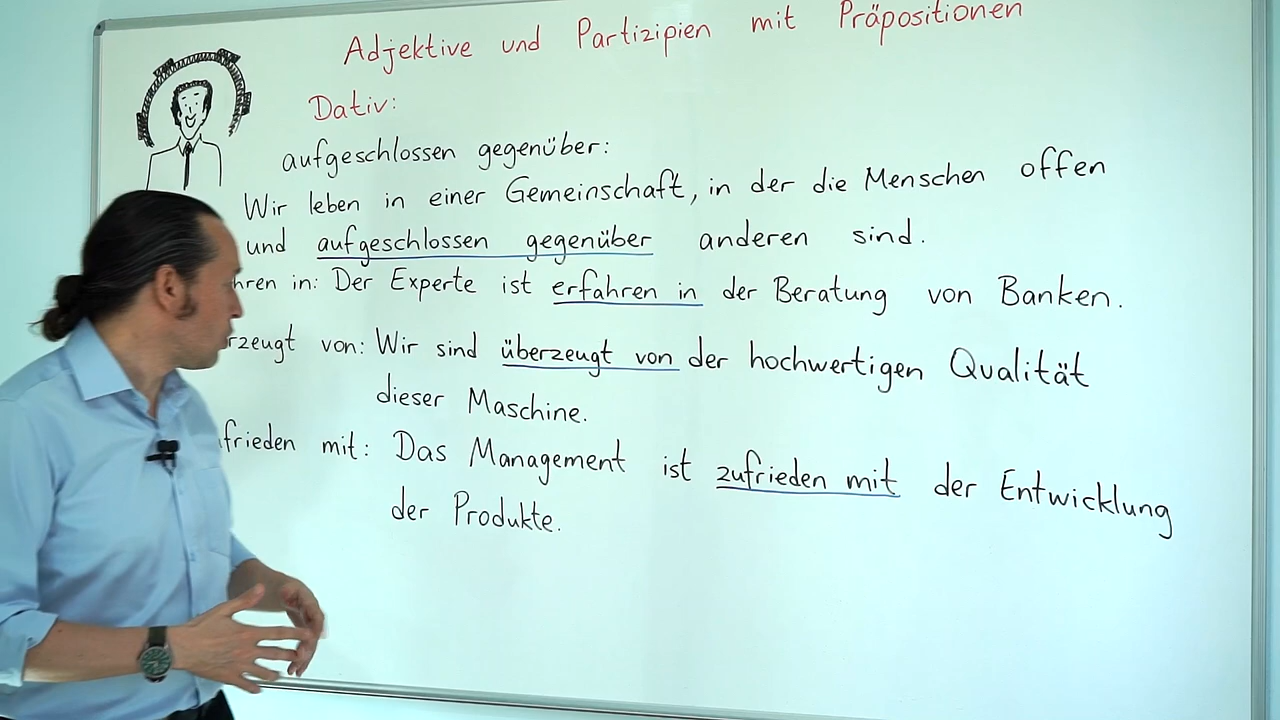 Adjektive und Partizipien mit Präpositionen
Dativ:
aufgeschlossen gegenüber:
Wir leben in einer Gemeinschaft, in der die Menschen offen
und aufgeschlossen gegenüber anderen sind.
hren in: Der Experte ist erfahren in der Beratung von Banken.
rzeugt von: Wir sind überzeugt von der hochwertigen Qualität
dieser Maschine.
frieden mit: Das Management ist zufrieden mit der Entwicklung
der Produkte.